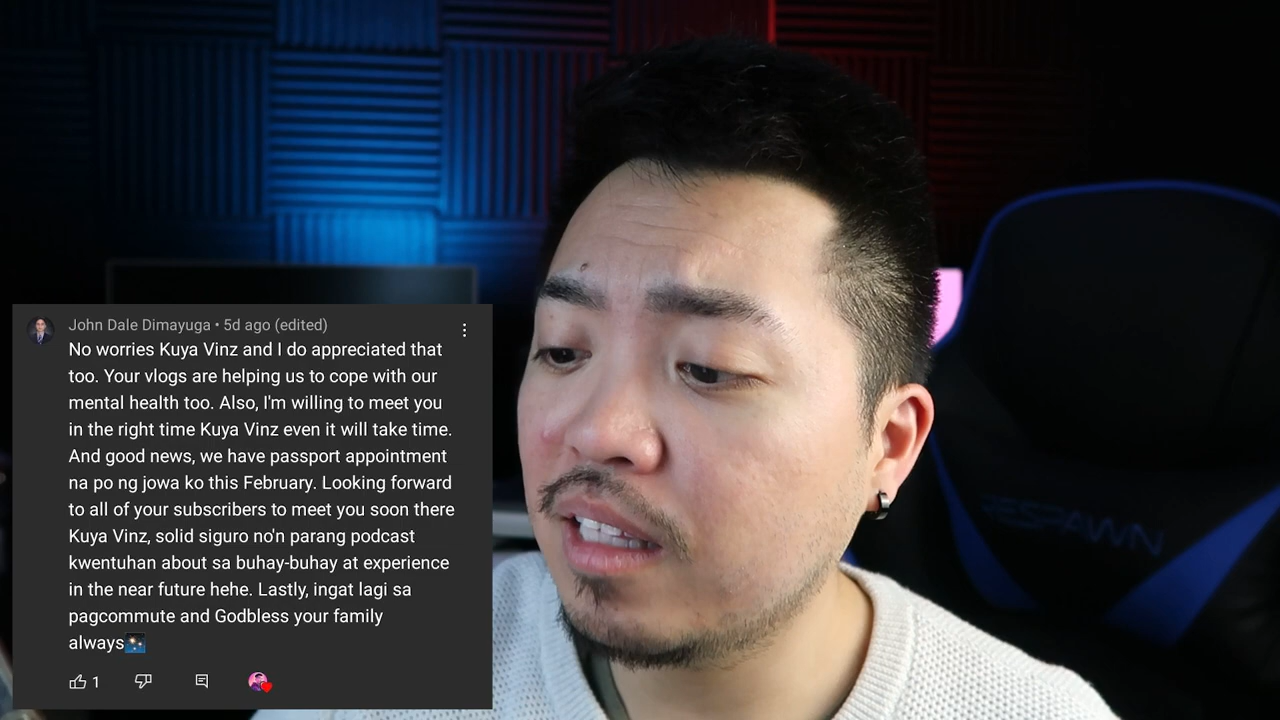 John Dale Dimayuga • 5d ago (edited)
No worries Kuya Vinz and I do appreciated that
too. Your vlogs are helping us to cope with our
mental health too. Also, I'm willing to meet you
in the right time Kuya Vinz even it will take time.
And good news, we have passport appointment
na po ng jowa ko this February. Looking forward
to all of your subscribers to meet you soon there
Kuya Vinz, solid siguro no'n parang podcast
kwentuhan about sa buhay-buhay at experience
in the near future hehe. Lastly, ingat lagi sa
pagcommute and Godbless your family
always🌠
1
RESPAWN